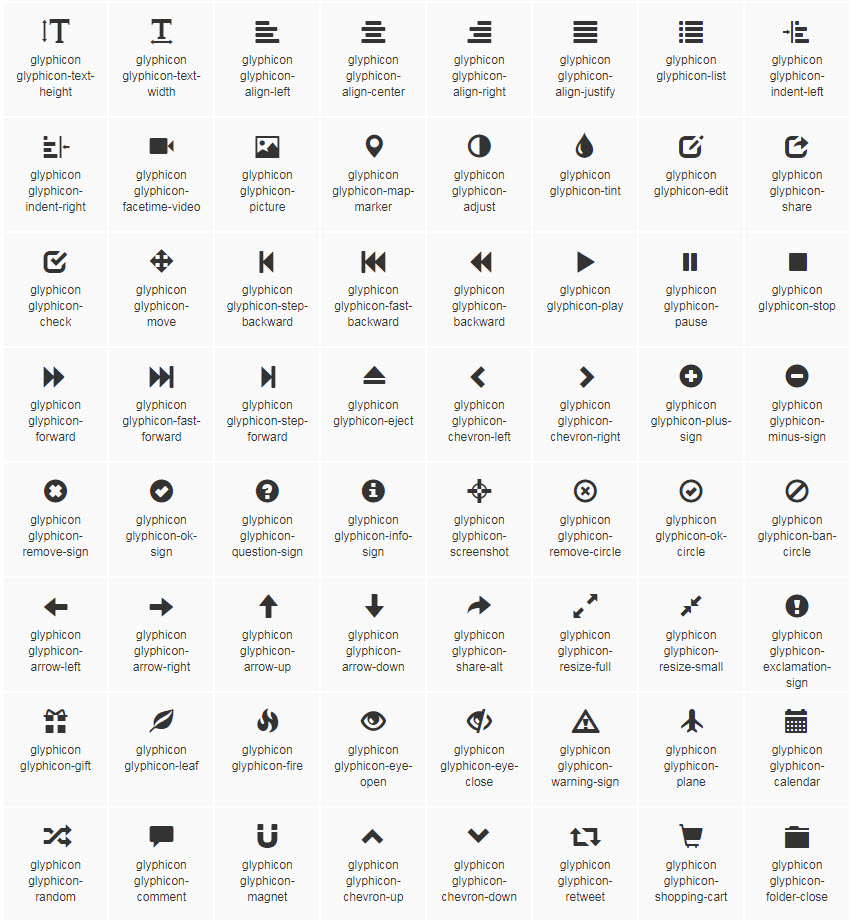 glyphicon
glyphicon-text-
height
glyphicon
glyphicon-text-
width
glyphicon
glyphicon-
align-left
glyphicon
glyphicon-
align-center
glyphicon
glyphicon-
align-right
glyphicon
glyphicon-
align-justify
glyphicon
glyphicon-list
glyphicon
glyphicon-
indent-left
glyphicon
glyphicon-
indent-right
glyphicon
glyphicon-
facetime-video
glyphicon
glyphicon-
picture
glyphicon
glyphicon-map-
marker
glyphicon
glyphicon-
adjust
glyphicon
glyphicon-tint
glyphicon
glyphicon-edit
glyphicon
glyphicon-
share
glyphicon
glyphicon-
check
glyphicon
glyphicon-
move
glyphicon
glyphicon-step-
backward
glyphicon
glyphicon-fast-
backward
glyphicon
glyphicon-
backward
glyphicon
glyphicon-play
glyphicon
glyphicon-
pause
glyphicon
glyphicon-stop
glyphicon
glyphicon-
forward
glyphicon
glyphicon-fast-
forward
glyphicon
glyphicon-step-
forward
glyphicon
glyphicon-eject
glyphicon
glyphicon-
chevron-left
glyphicon
glyphicon-
chevron-right
glyphicon
glyphicon-plus-
sign
glyphicon
glyphicon-
minus-sign
glyphicon
glyphicon-
remove-sign
glyphicon
glyphicon-ok-
sign
glyphicon
glyphicon-
question-sign
glyphicon
glyphicon-info-
sign
glyphicon
glyphicon-
screenshot
glyphicon
glyphicon-
remove-circle
glyphicon
glyphicon-ok-
circle
glyphicon
glyphicon-ban-
circle
glyphicon
glyphicon-
arrow-left
glyphicon
glyphicon-
arrow-right
glyphicon
glyphicon-
arrow-up
glyphicon
glyphicon-
arrow-down
glyphicon
glyphicon-
share-alt
glyphicon
glyphicon-
resize-full
glyphicon
glyphicon-
resize-small
glyphicon
glyphicon-
exclamation-
sign
glyphicon
glyphicon-gift
glyphicon
glyphicon-leaf
glyphicon
glyphicon-fire
glyphicon
glyphicon-eye-
open
glyphicon
glyphicon-eye-
close
glyphicon
glyphicon-
warning-sign
glyphicon
glyphicon-
plane
glyphicon
glyphicon-
calendar
glyphicon
glyphicon-
random
glyphicon
glyphicon-
comment
glyphicon
glyphicon-
magnet
glyphicon
glyphicon-
chevron-up
glyphicon
glyphicon-
chevron-down
glyphicon
glyphicon-
retweet
glyphicon
glyphicon-
shopping-cart
glyphicon
glyphicon-
folder-close